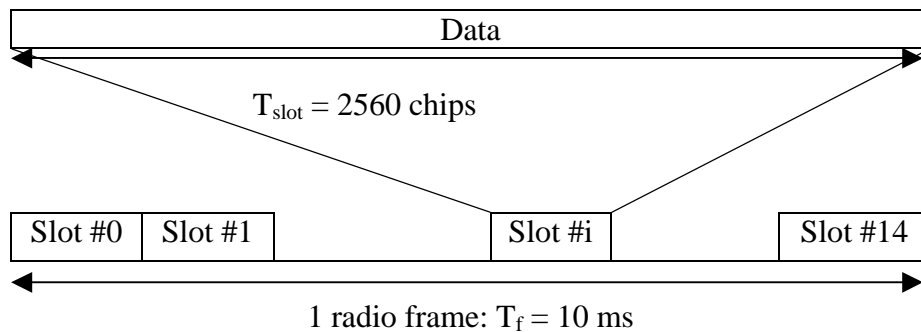 Data
T_slot = 2560 chips
Slot #0 Slot #1 Slot #i Slot #14
1 radio frame: T_f = 10 ms